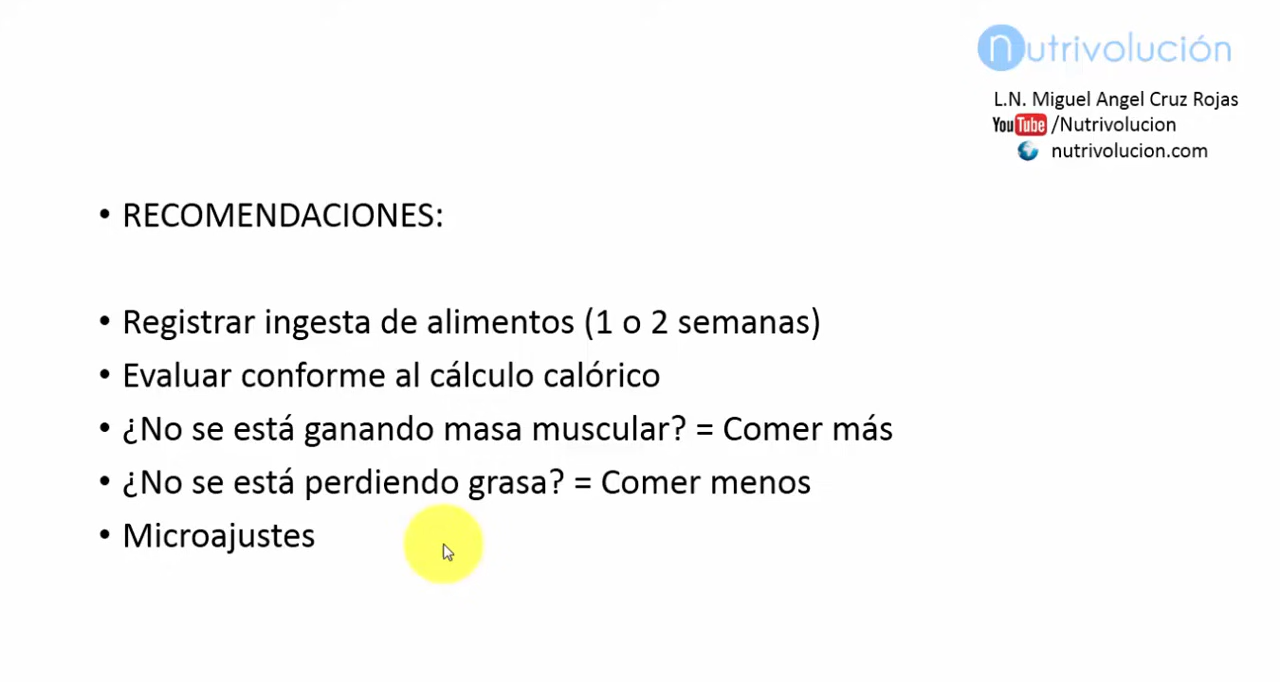 nutrivolución
L.N. Miguel Angel Cruz Rojas
YouTube /Nutrivolucion
nutrivolucion.com
• RECOMENDACIONES:
• Registrar ingesta de alimentos (1 o 2 semanas)
• Evaluar conforme al cálculo calórico
• ¿No se está ganando masa muscular? = Comer más
• ¿No se está perdiendo grasa? = Comer menos
• Microajustes